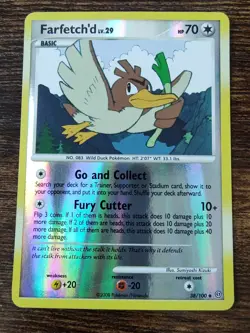 Farfetch'd LV.29
HP 70
BASIC
NO. 083 Wild Duck Pokémon HT: 2'07" WT: 33.1 lbs.
Go and Collect
Search your deck for a Trainer, Supporter, or Stadium card, show it
to your opponent, and put it into your hand. Shuffle your deck afterward.
Fury Cutter 10+
Flip 3 coins. If 1 of them is heads, this attack does 10 damage plus 10
more damage. If 2 of them are heads, this attack does 10 damage plus
more damage. If all of them are heads, this attack does 10 damage plus
more damage.
It can't live without the stalk it holds. That's why it defends
the stalk from attackers with its life.
weakness
resistance
retreat cost
+20
-20
Illus. Sumiyoshi Kizuki
©2008 Pokémon/Nintendo
38/100